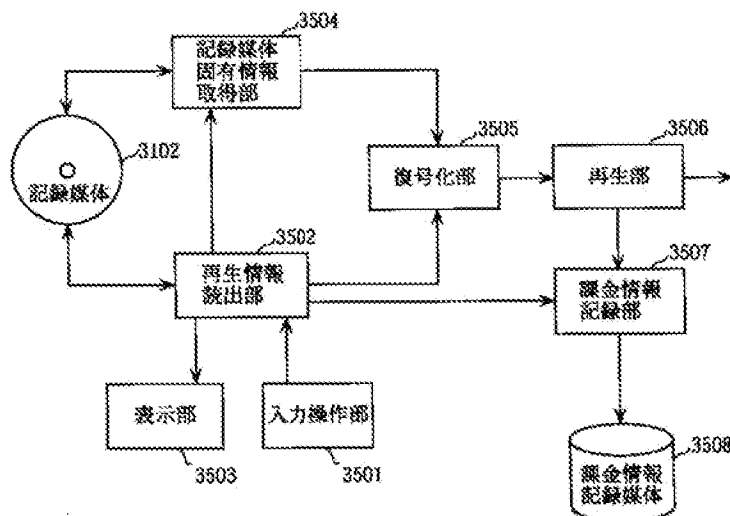 3504
記録媒体
固有情報
取得部
3102
記録媒体
3505
復号化部
3506
再生部
3502
再生情報
読出部
3507
課金情報
記録部
表示部
3503
入力操作部
3501
3508
課金情報
記録媒体